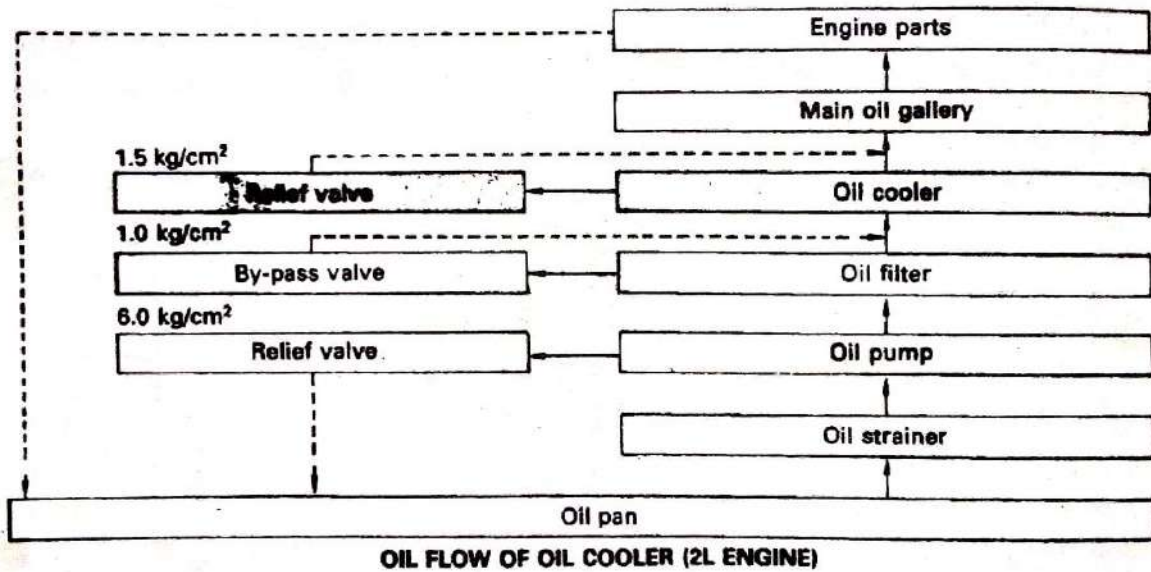 Engine parts
Main oil gallery
1.5 kg/cm²
Relief valve
Oil cooler
1.0 kg/cm²
By-pass valve
Oil filter
6.0 kg/cm²
Relief valve
Oil pump
Oil strainer
Oil pan
OIL FLOW OF OIL COOLER (2L ENGINE)